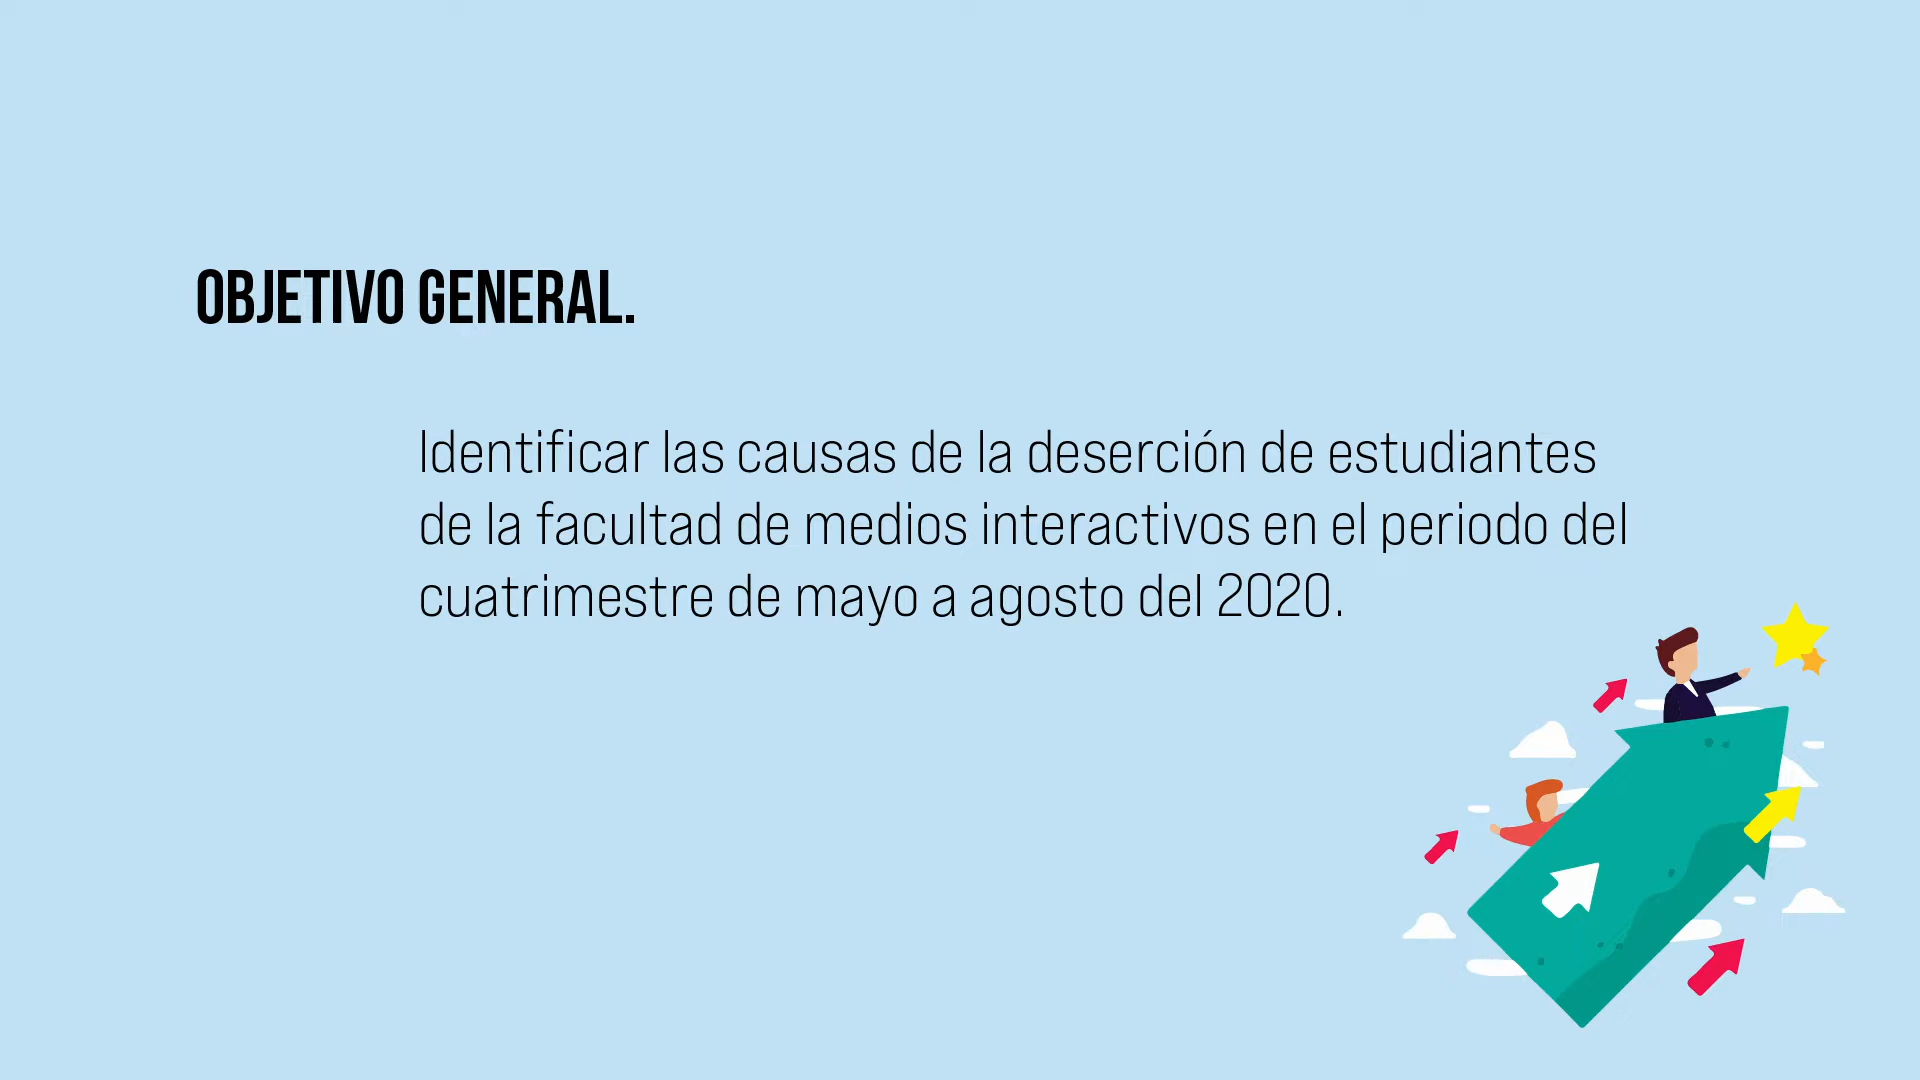 OBJETIVO GENERAL.
Identificar las causas de la deserción de estudiantes
de la facultad de medios interactivos en el periodo del
cuatrimestre de mayo a agosto del 2020.